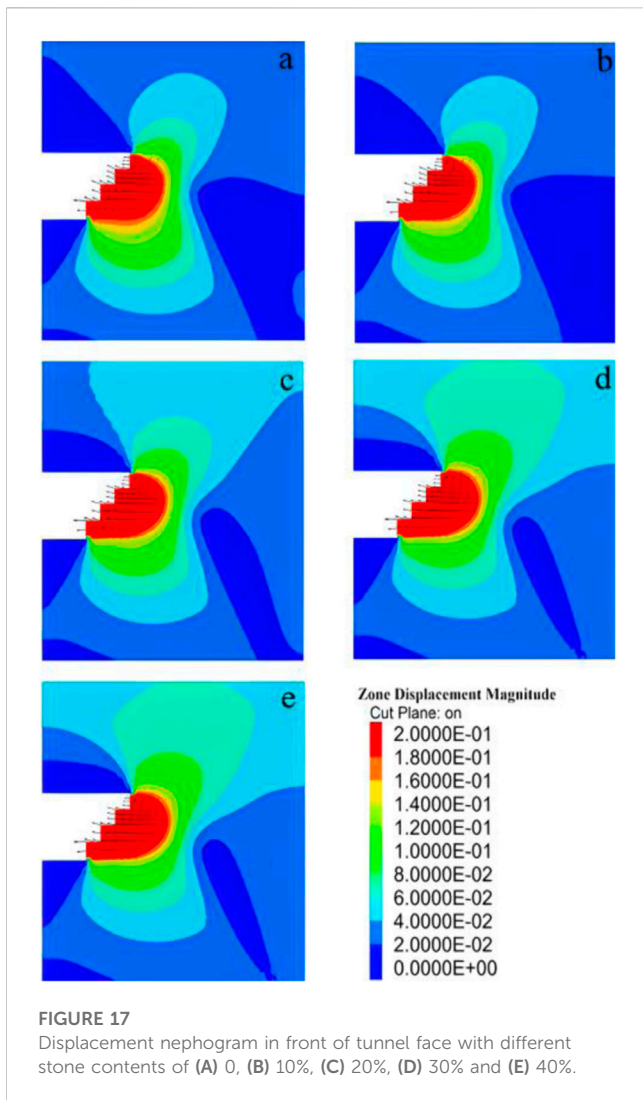 a
b
c
d
e
Zone Displacement Magnitude
Cut Plane: on
2.0000E-01
1.8000E-01
1.6000E-01
1.4000E-01
1.2000E-01
1.0000E-01
8.0000E-02
6.0000E-02
4.0000E-02
2.0000E-02
0.0000E+00
FIGURE 17
Displacement nephogram in front of tunnel face with different
stone contents of (A) 0, (B) 10%, (C) 20%, (D) 30% and (E) 40%.